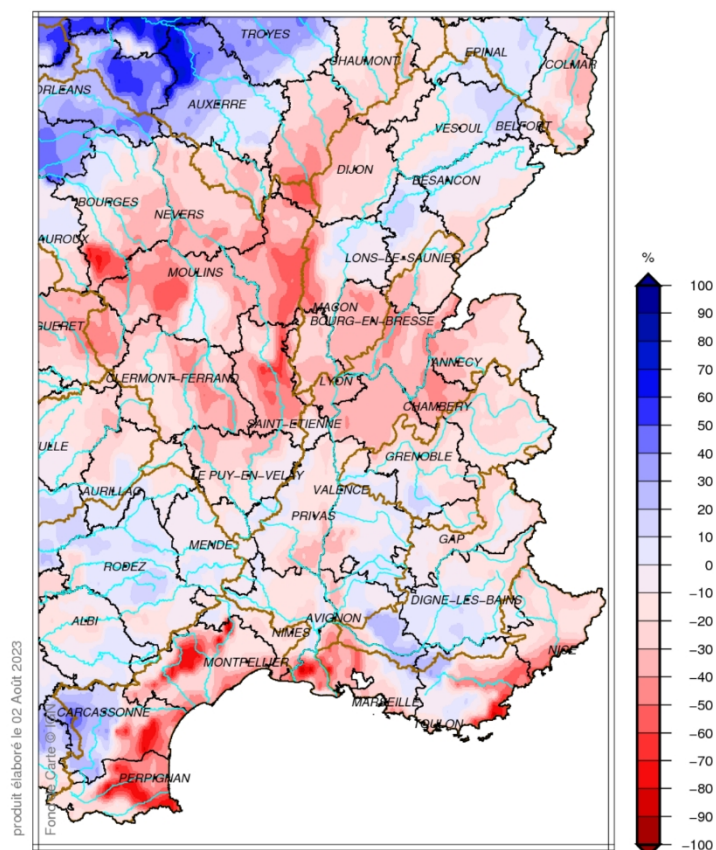 TROYES
CHAUMONT
EPINAL
COLMAR
ORLEANS
AUXERRE
VESOUL
BELFORT
DIJON
BESANCON
BOURGES
NEVERS
AUROUX
LONS-LE-SAUNIER
MOULINS
MACON
BOURG-EN-BRESSE
GUERET
ANNECY
CLERMONT-FERRAND
LYON
CHAMBERY
SAINT-ETIENNE
ULLE
GRENOBLE
LE PUY-EN-VELAY
AURILLAC
VALENCE
PRIVAS
GAP
MENDE
RODEZ
DIGNE-LES-BAINS
ALBI
AVIGNON
NIMES
NICE
MONTPELLIER
MARSEILLE
CARCASSONNE
TOULON
PERPIGNAN
%
100
90
80
70
60
50
40
30
20
10
0
-10
-20
-30
-40
-50
-60
-70
-80
-90
-100
produit élaboré le 02 Août 2023
Fond de Carte © IGN